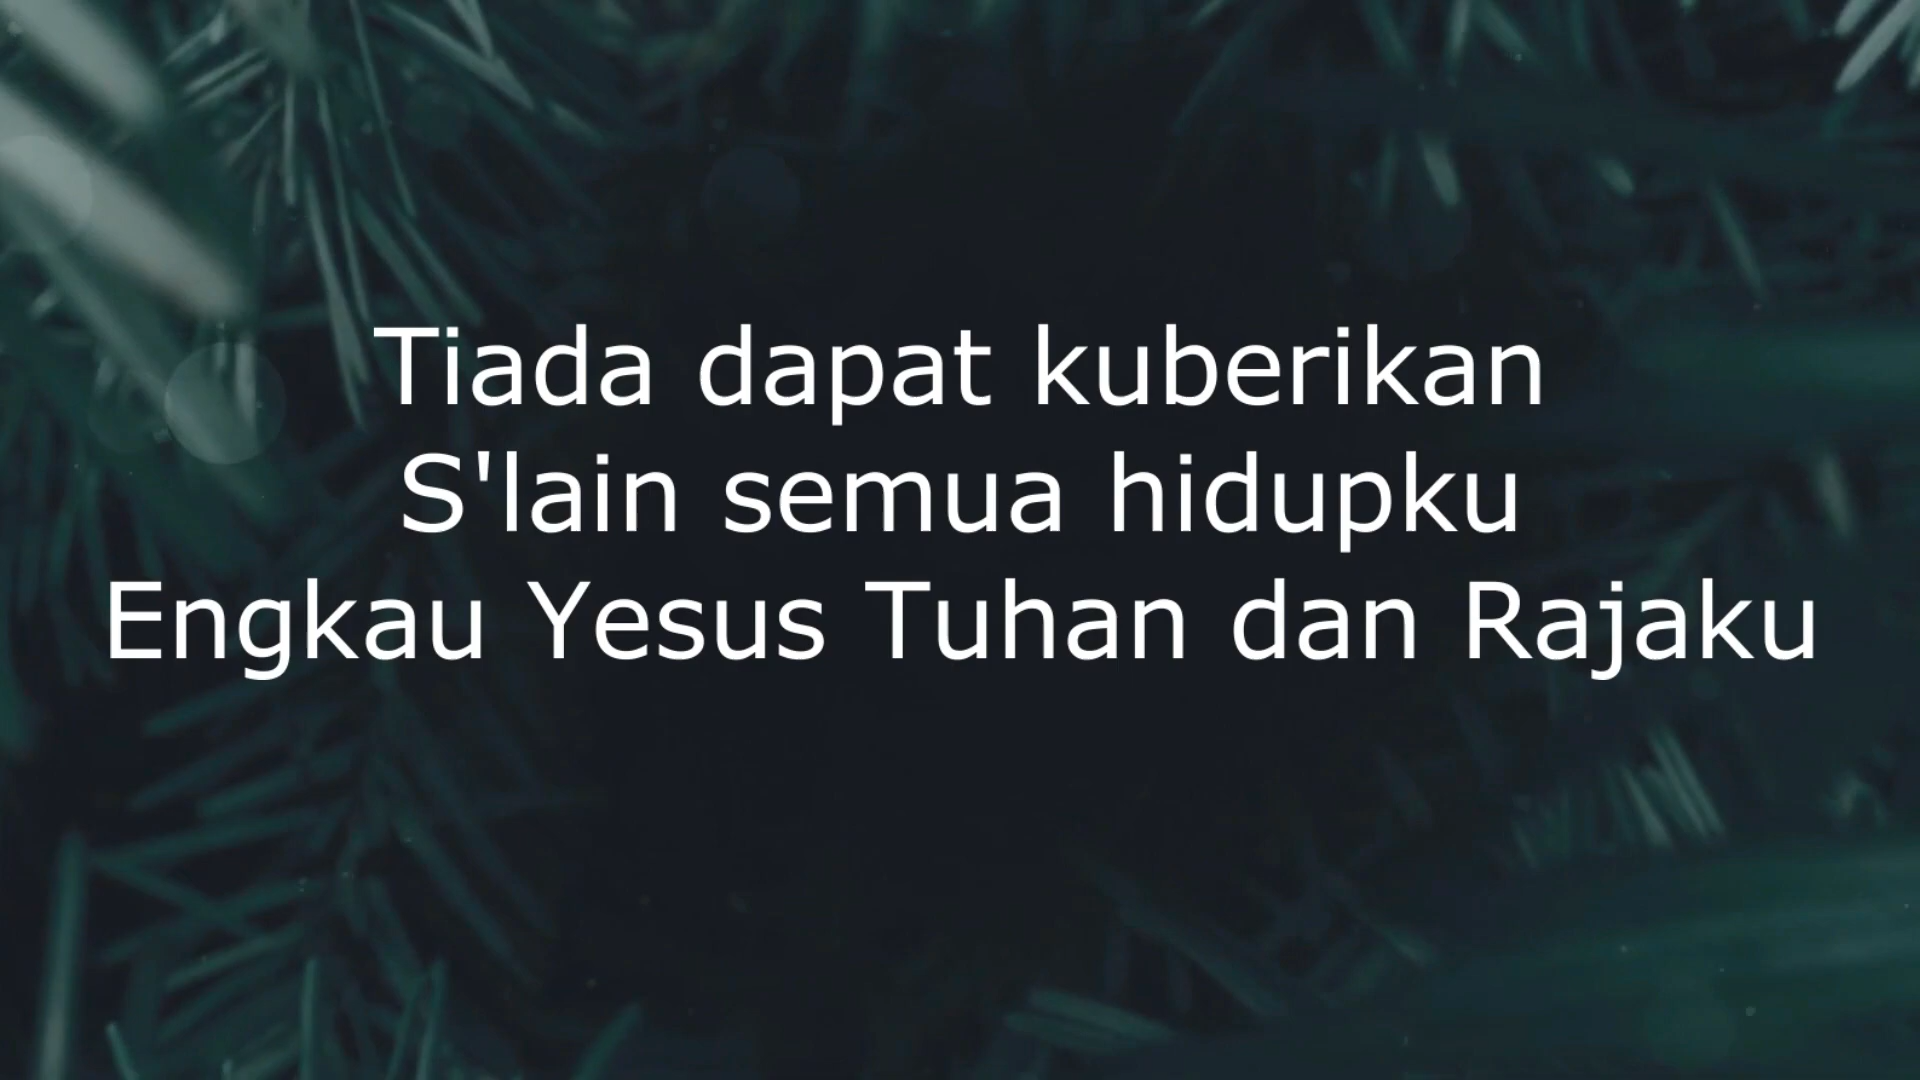 Tiada dapat kuberikan
S'lain semua hidupku
Engkau Yesus Tuhan dan Rajaku